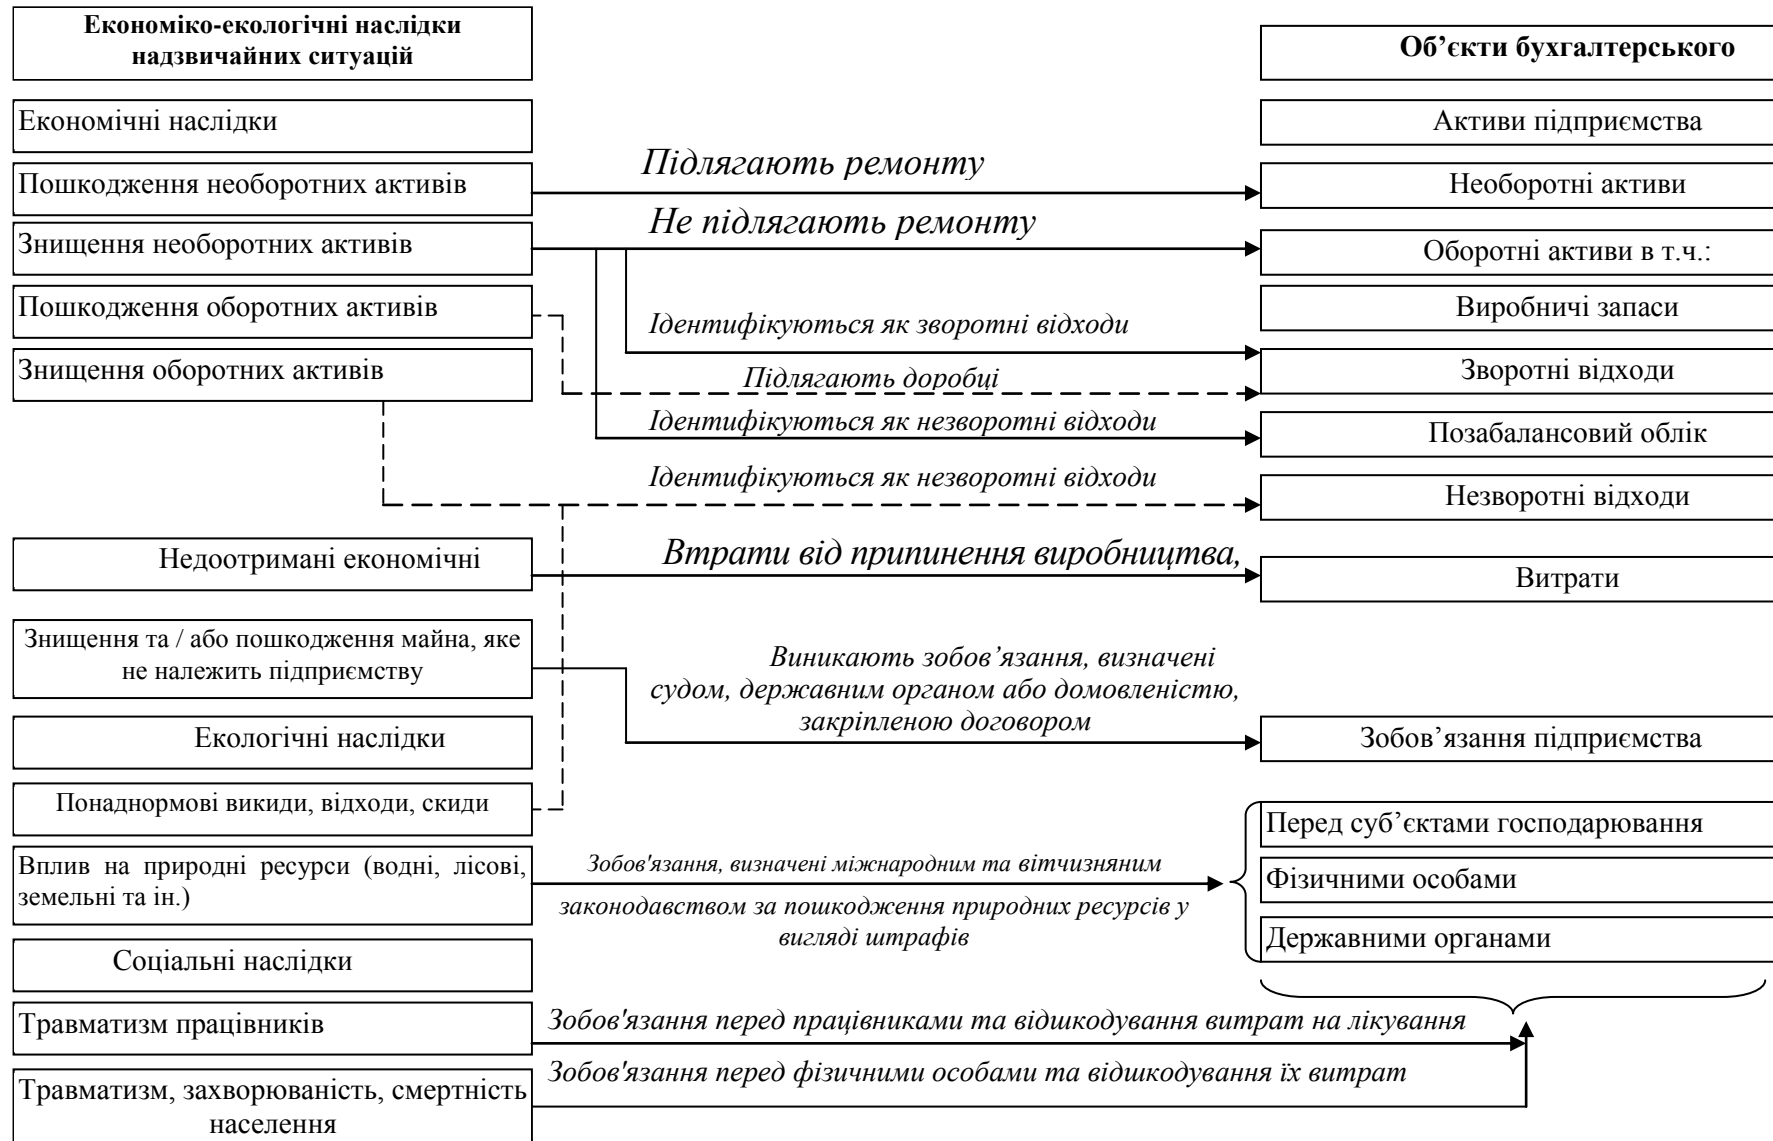 Економіко-екологічні наслідки
надзвичайних ситуацій
Об’єкти бухгалтерського
Економічні наслідки
Активи підприємства
Пошкодження необоротних активів
Підлягають ремонту
Необоротні активи
Знищення необоротних активів
Не підлягають ремонту
Оборотні активи в т.ч.:
Пошкодження оборотних активів
Ідентифікуються як зворотні відходи
Виробничі запаси
Знищення оборотних активів
Підлягають доробці
Зворотні відходи
Ідентифікуються як незворотні відходи
Позабалансовий облік
Ідентифікуються як незворотні відходи
Незворотні відходи
Недоотримані економічні
Втрати від припинення виробництва,
Витрати
Знищення та / або пошкодження майна, яке
не належить підприємству
Виникають зобов’язання, визначені
судом, державним органом або домовленістю,
закріпленою договором
Екологічні наслідки
Зобов’язання підприємства
Понаднормові викиди, відходи, скиди
Перед суб’єктами господарювання
Вплив на природні ресурси (водні, лісові,
земельні та ін.)
Зобов'язання, визначені міжнародним та вітчизняним
законодавством за пошкодження природних ресурсів у
вигляді штрафів
Фізичними особами
Державними органами
Соціальні наслідки
Травматизм працівників
Зобов'язання перед працівниками та відшкодування витрат на лікування
Травматизм, захворюваність, смертність
населення
Зобов'язання перед фізичними особами та відшкодування їх витрат